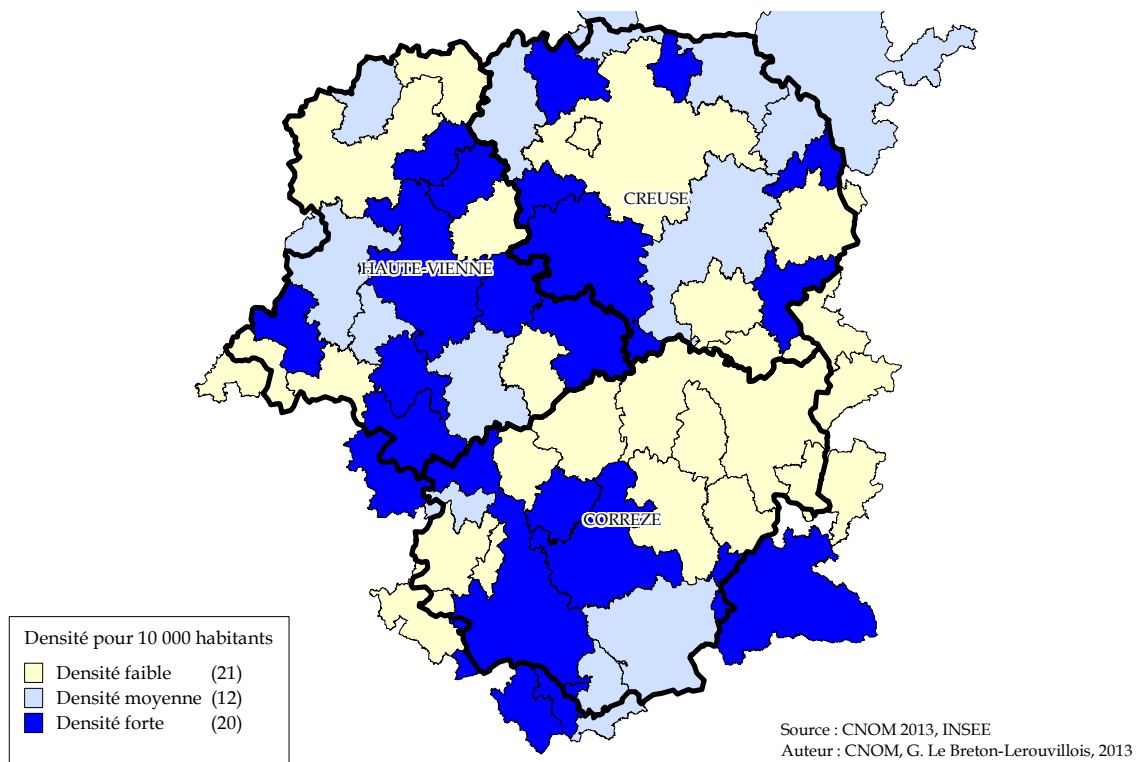 CREUSE
HAUTE-VIENNE
CORREZE
Densité pour 10 000 habitants
Densité faible (21)
Densité moyenne (12)
Densité forte (20)
Source : CNOM 2013, INSEE
Auteur : CNOM, G. Le Breton-Lerouvillois, 2013